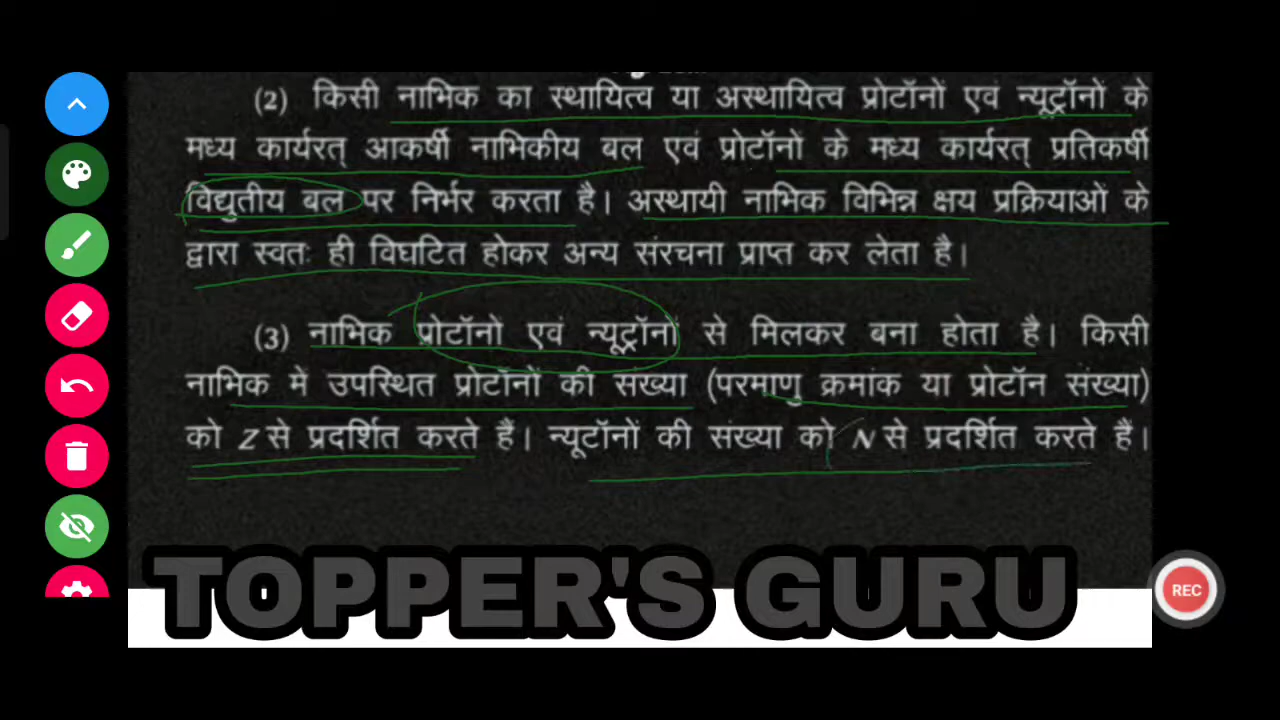 (2) किसी नाभिक का स्थायित्व या अस्थायित्व प्रोटॉनों एवं न्यूट्रॉनों के
मध्य कार्यरत् आकर्षी नाभिकीय बल एवं प्रोटॉनो के मध्य कार्यरत् प्रतिकर्षी
विद्युतीय बल पर निर्भर करता है। अस्थायी नाभिक विभिन्न क्षय प्रक्रियाओं के
द्वारा स्वतः ही विघटित होकर अन्य संरचना प्राप्त कर लेता है।
(3) नाभिक प्रोटॉनो एवं न्यूट्रॉनों से मिलकर बना होता है। किसी
नाभिक में उपस्थित प्रोटॉनों की संख्या (परमाणु क्रमांक या प्रोटॉन संख्या)
को Z से प्रदर्शित करते हैं। न्यूटॉनों की संख्या को N से प्रदर्शित करते हैं।
TOPPER'S GURU
REC